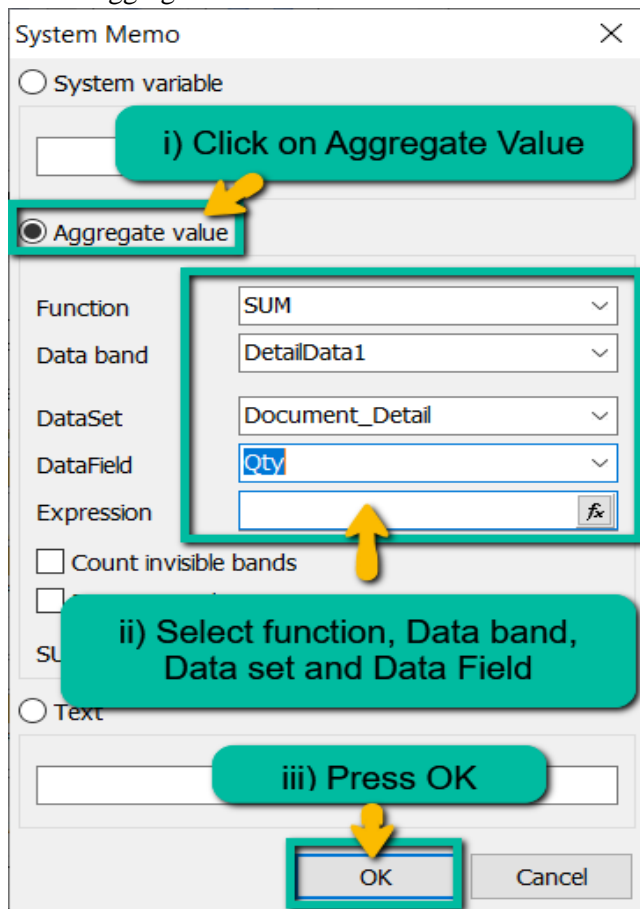 System Memo
System variable
i) Click on Aggregate Value
Aggregate value
Function SUM
Data band DetailData1
DataSet Document_Detail
DataField Qty
Expression fx
Count invisible bands
ii) Select function, Data band,
Data set and Data Field
SU
Text
iii) Press OK
OK Cancel